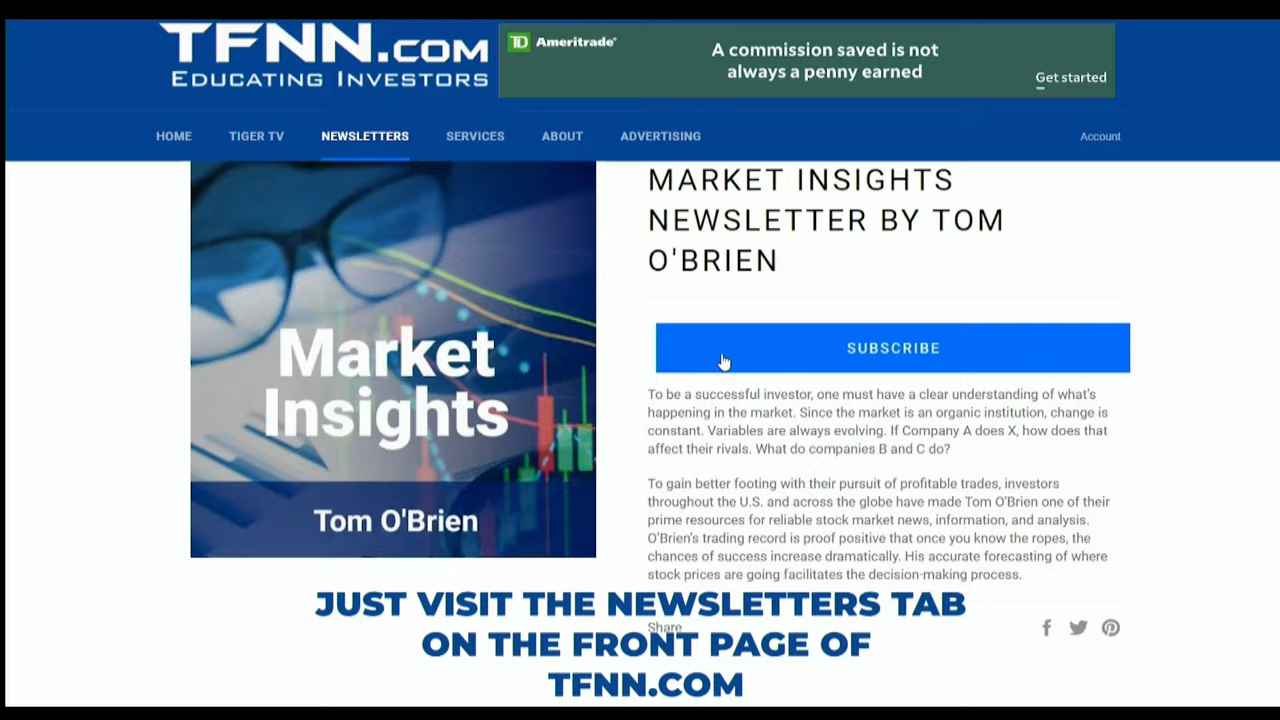 TFNN.COM
EDUCATING INVESTORS
TD Ameritrade
A commission saved is not
always a penny earned
Get started
HOME TIGER TV NEWSLETTERS SERVICES ABOUT ADVERTISING Account
Market
Insights
Tom O'Brien
MARKET INSIGHTS
NEWSLETTER BY TOM
O'BRIEN
SUBSCRIBE
To be a successful investor, one must have a clear understanding of what's
happening in the market. Since the market is an organic institution, change is
constant. Variables are always evolving. If Company A does X, how does that
affect their rivals. What do companies B and C do?
To gain better footing with their pursuit of profitable trades, investors
throughout the U.S. and across the globe have made Tom O'Brien one of their
prime resources for reliable stock market news, information, and analysis.
O'Brien's trading record is proof positive that once you know the ropes, the
chances of success increase dramatically. His accurate forecasting of where
stock prices are going facilitates the decision-making process.
Share
JUST VISIT THE NEWSLETTERS TAB
ON THE FRONT PAGE OF
TFNN.COM